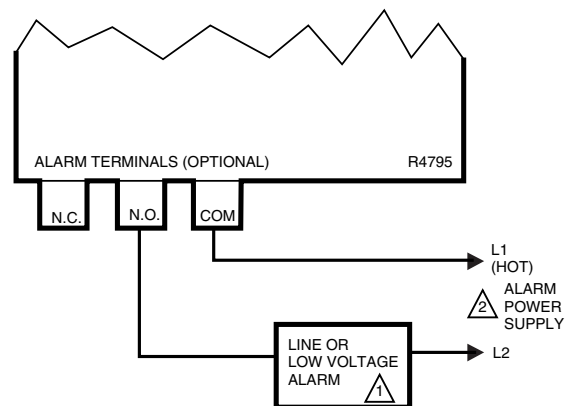 ALARM TERMINALS (OPTIONAL) R4795
N.C. N.O. COM
L1
(HOT)
2 ALARM
POWER
SUPPLY
LINE OR
LOW VOLTAGE
ALARM 1
L2